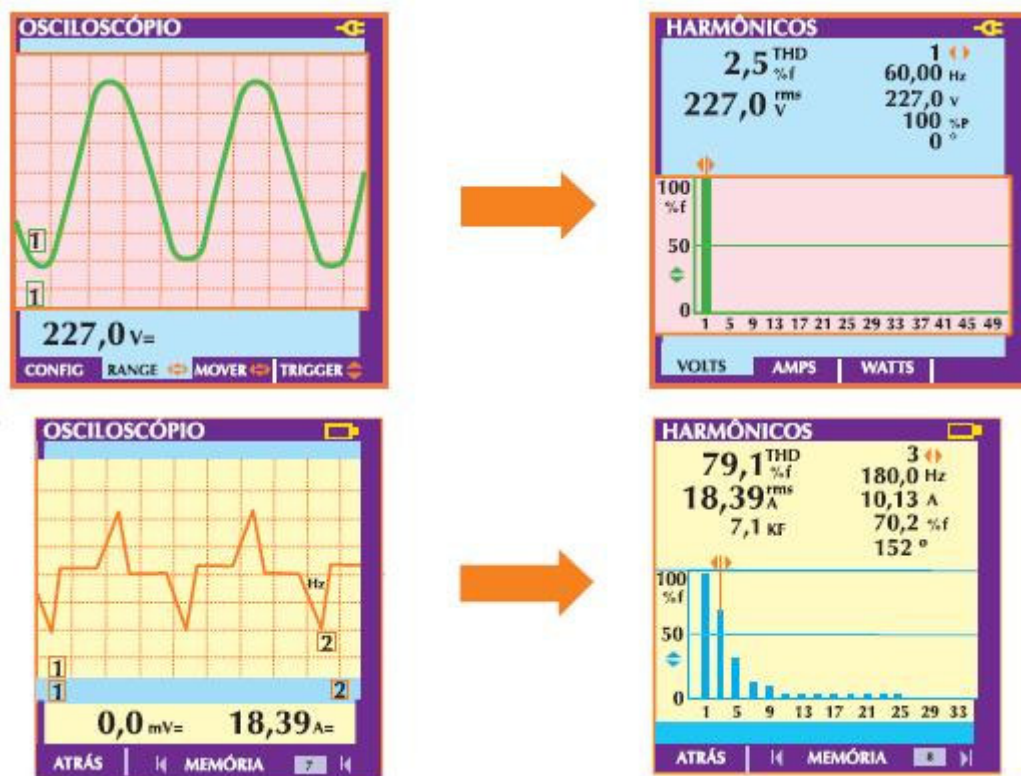 OSCILOSCÓPIO
1
1
227,0 V=
CONFIG RANGE MOVER TRIGGER
HARMÔNICOS
2,5 THD %f
227,0 rms V
1
60,00 Hz
227,0 V
100 %P
0 °
100
%f
50
0
1 5 9 13 17 21 25 29 33 37 41 45 49
VOLTS AMPS WATTS
OSCILOSCÓPIO
Hz
2
1
1 2
0,0 mV= 18,39 A=
ATRÁS MEMÓRIA 7
HARMÔNICOS
79,1 THD %f
18,39 rms A
7,1 KF
3
180,0 Hz
10,13 A
70,2 %f
152 º
100
%f
50
0
1 5 9 13 17 21 25 29 33
ATRÁS MEMÓRIA 8